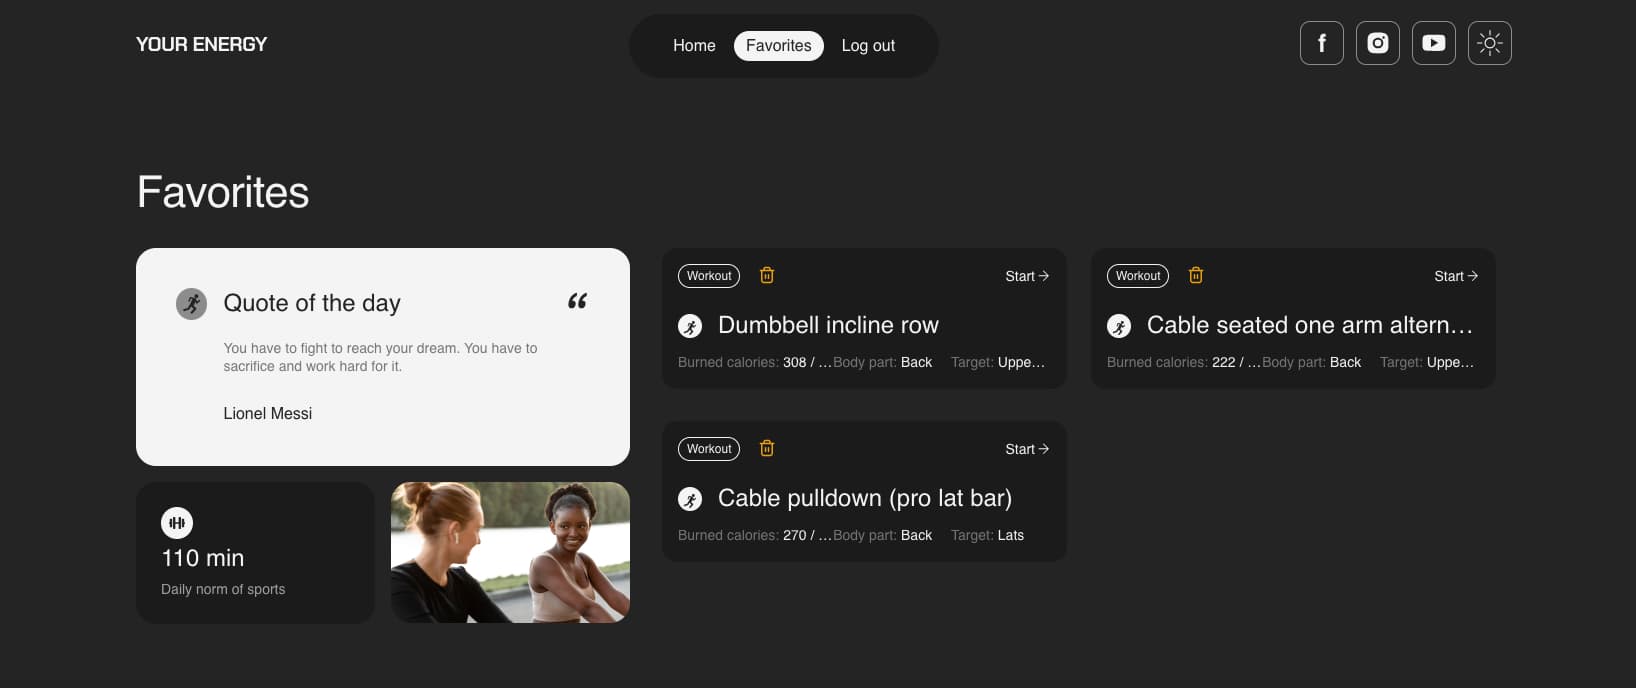 YOUR ENERGY
Home
Favorites
Log out
Favorites
Quote of the day
“
You have to fight to reach your dream. You have to
sacrifice and work hard for it.
Lionel Messi
110 min
Daily norm of sports
Workout
Start →
Dumbbell incline row
Burned calories: 308 / ... Body part: Back Target: Uppe...
Workout
Start →
Cable seated one arm altern...
Burned calories: 222 / ... Body part: Back Target: Uppe...
Workout
Start →
Cable pulldown (pro lat bar)
Burned calories: 270 / ... Body part: Back Target: Lats